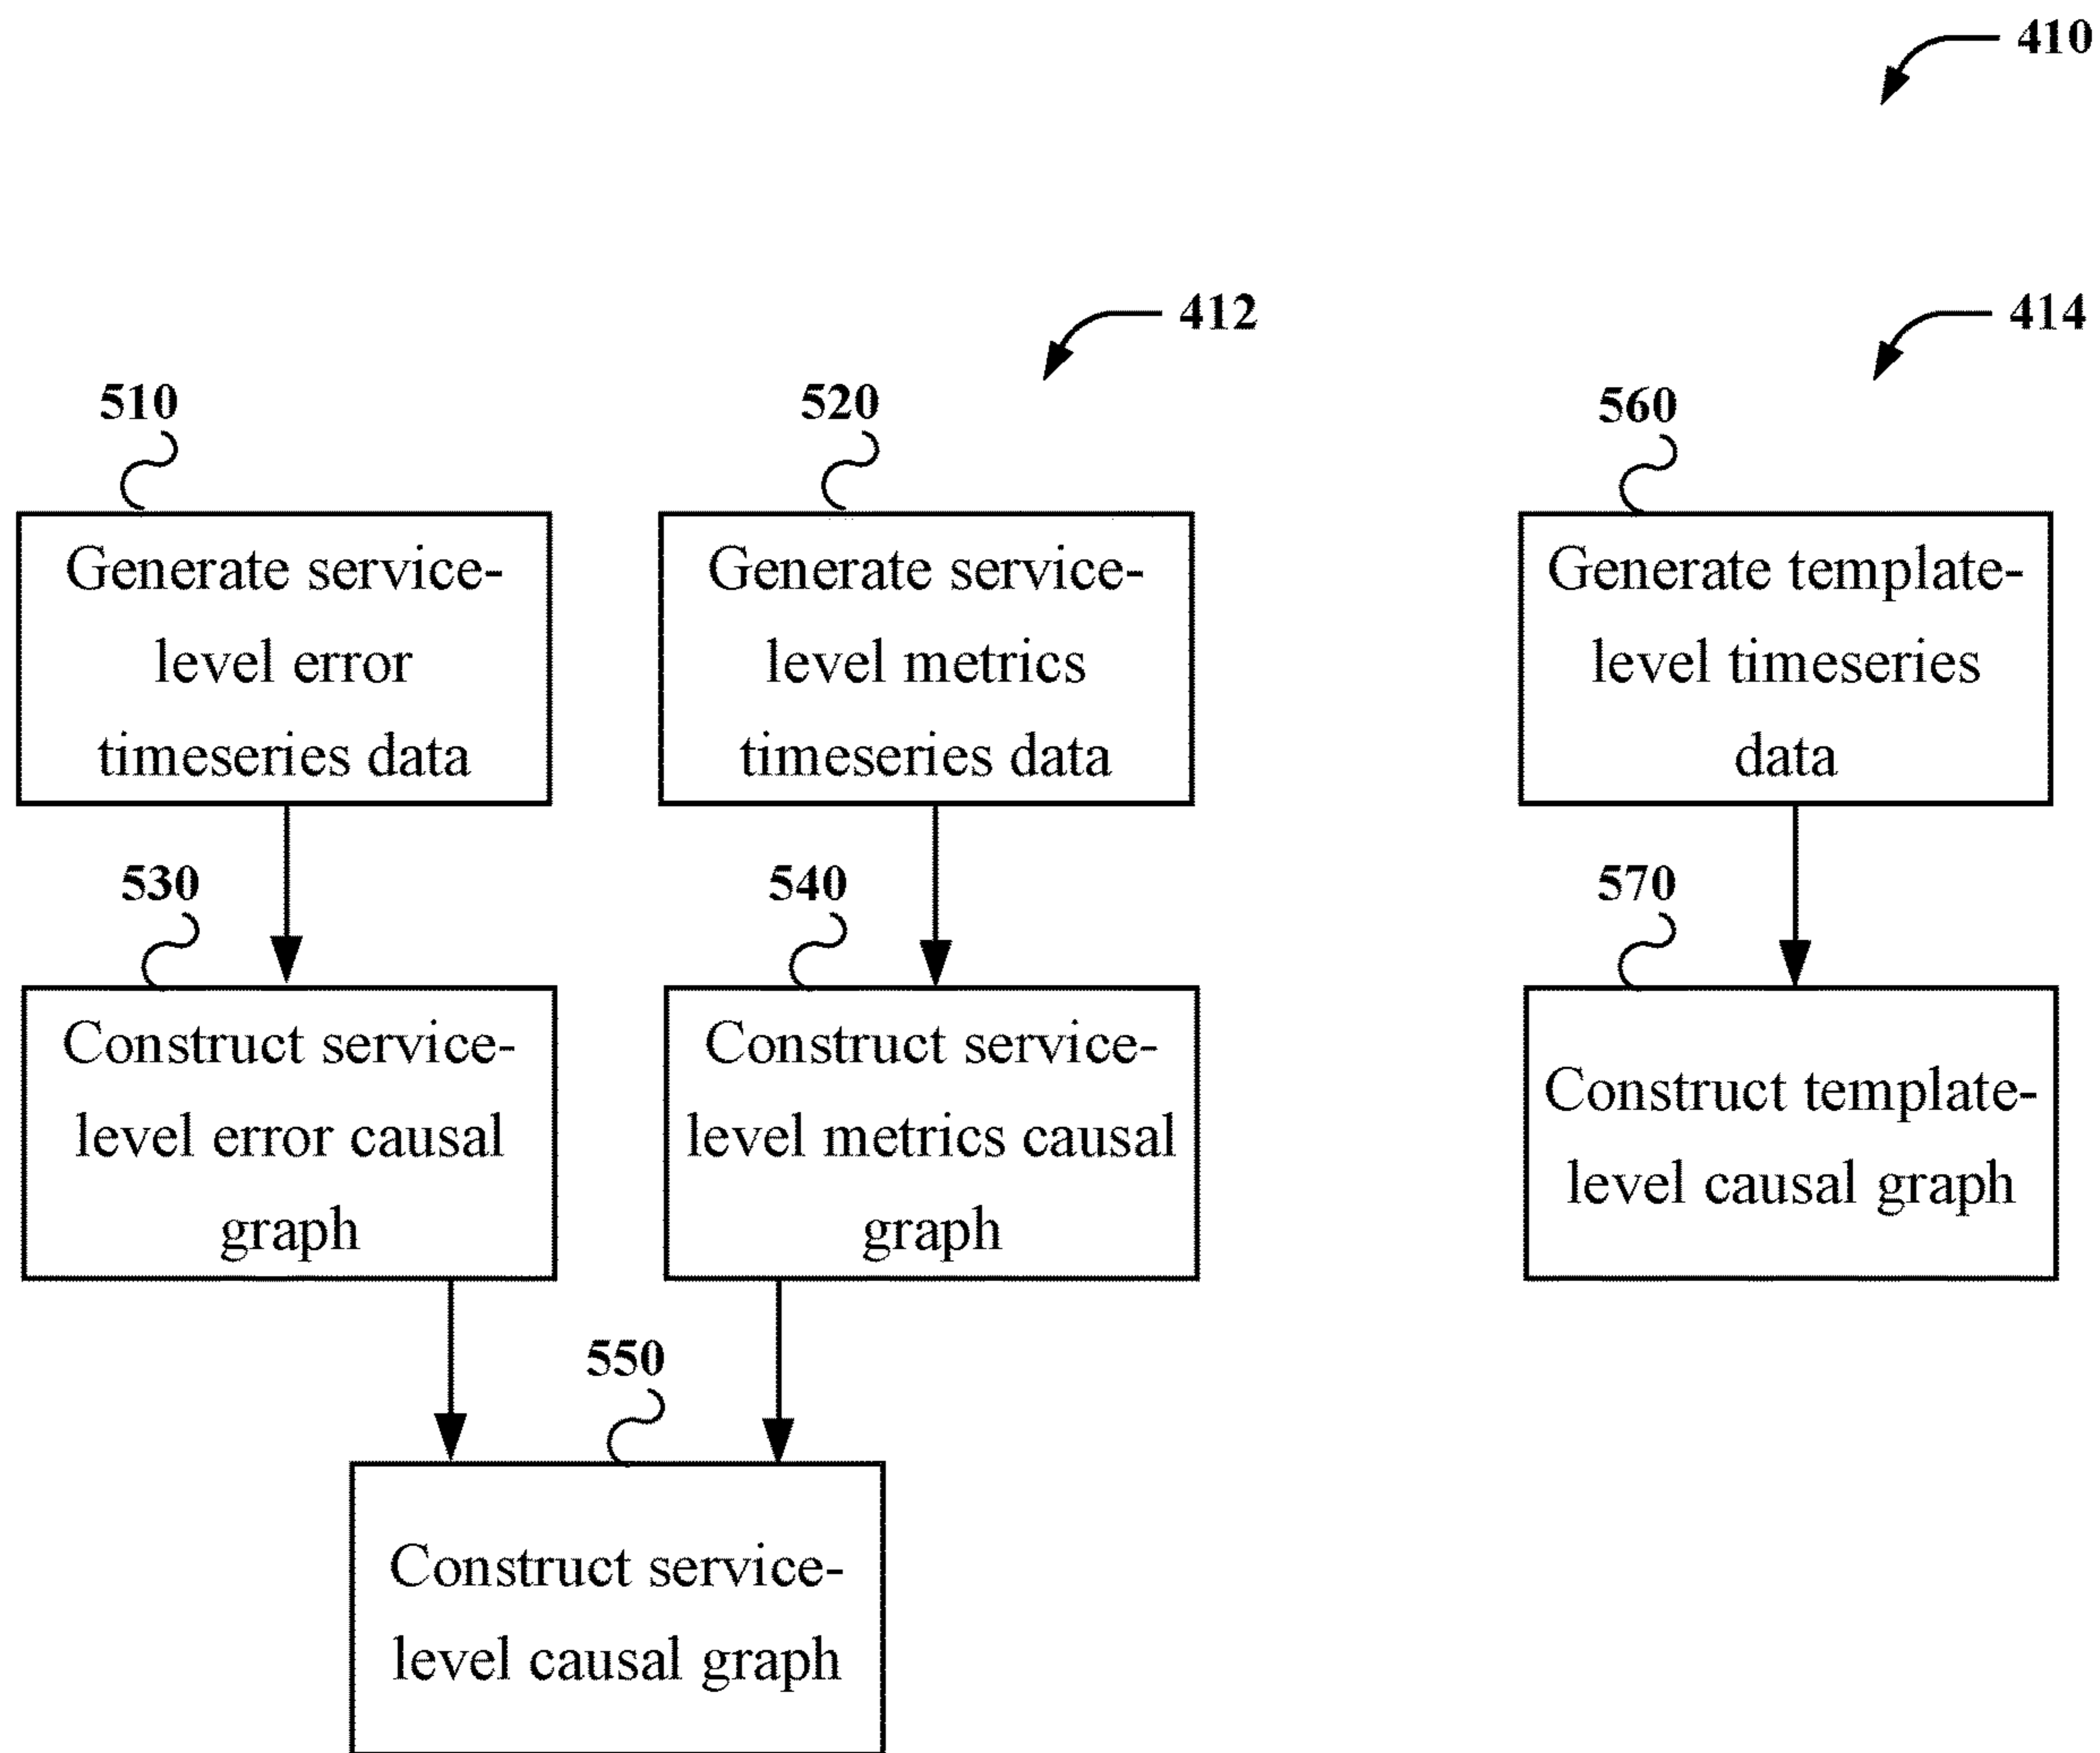 410
412
414
510
520
560
Generate service-
level error
timeseries data
Generate service-
level metrics
timeseries data
Generate template-
level timeseries
data
530
540
570
Construct service-
level error causal
graph
Construct service-
level metrics causal
graph
Construct template-
level causal graph
550
Construct service-
level causal graph